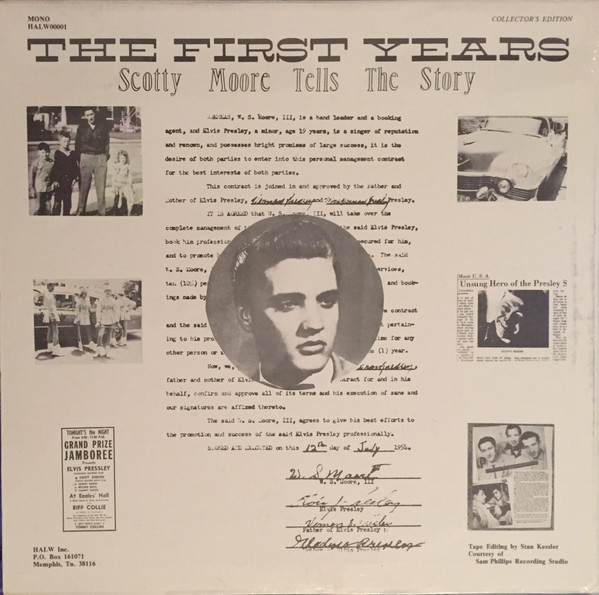 MONO
HALW00001
COLLECTOR'S EDITION
THE FIRST YEARS
Scotty Moore Tells The Story
W. S. Moore, III, is a band leader and a booking
agent, and Elvis Presley, a minor, age 19 years, is a singer of reputation
and renown, and possesses bright promises of large success, it is the
desire of both parties to enter into this personal management contract
for the best interests of both parties.
This contract is joined in and approved by the Father and
Mother of Elvis Presley, and Presley.
IT IS AGREED that W. S. III, will take over the
complete management of the said Elvis Presley,
book him secured for him,
and to promote The said
W. S. Moore,
ten (10%) and book-
ings made by
contract
and the said pertain-
ing to his for any
other person or (1) year.
Now, we,
father and mother of Elvis for and in his
behalf, confirm and approve all of its terms and his execution of same and
our signatures are affixed thereto.
The said W. S. Moore, III, agrees to give his best efforts to
the promotion and success of the said Elvis Presley professionally.
SIGNED AND EXECUTED on this 12th day of July 1954.
W. S. Moore, III
Elvis Presley
Father of Elvis Presley
Music U. S. A.
Unsung Hero of the Presley S
TONIGHT'S the NIGHT
GRAND PRIZE
JAMBOREE
ELVIS PRESSLEY
At Eagles' Hall
BIFF COLLIE
HALW Inc.
P.O. Box 161071
Memphis, Tn. 38116
Tape Editing by Stan Kessler
Courtesy of
Sam Phillips Recording Studio